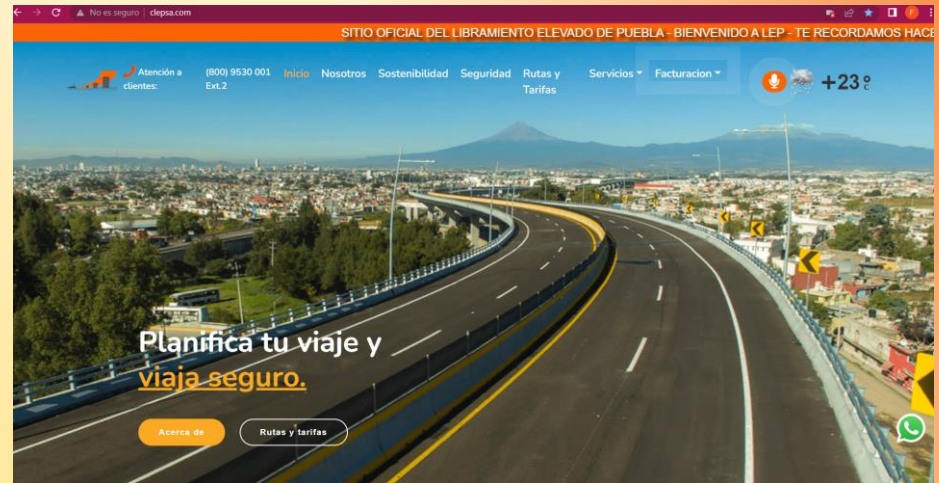 No es seguro | clepsa.com
SITIO OFICIAL DEL LIBRAMIENTO ELEVADO DE PUEBLA - BIENVENIDO A LEP - TE RECORDAMOS HACE
Atención a clientes:
(800) 9530 001 Ext.2
Inicio
Nosotros
Sostenibilidad
Seguridad
Rutas y Tarifas
Servicios
Facturacion
+23 °C
Planifica tu viaje y
viaja seguro.
Acerca de
Rutas y tarifas